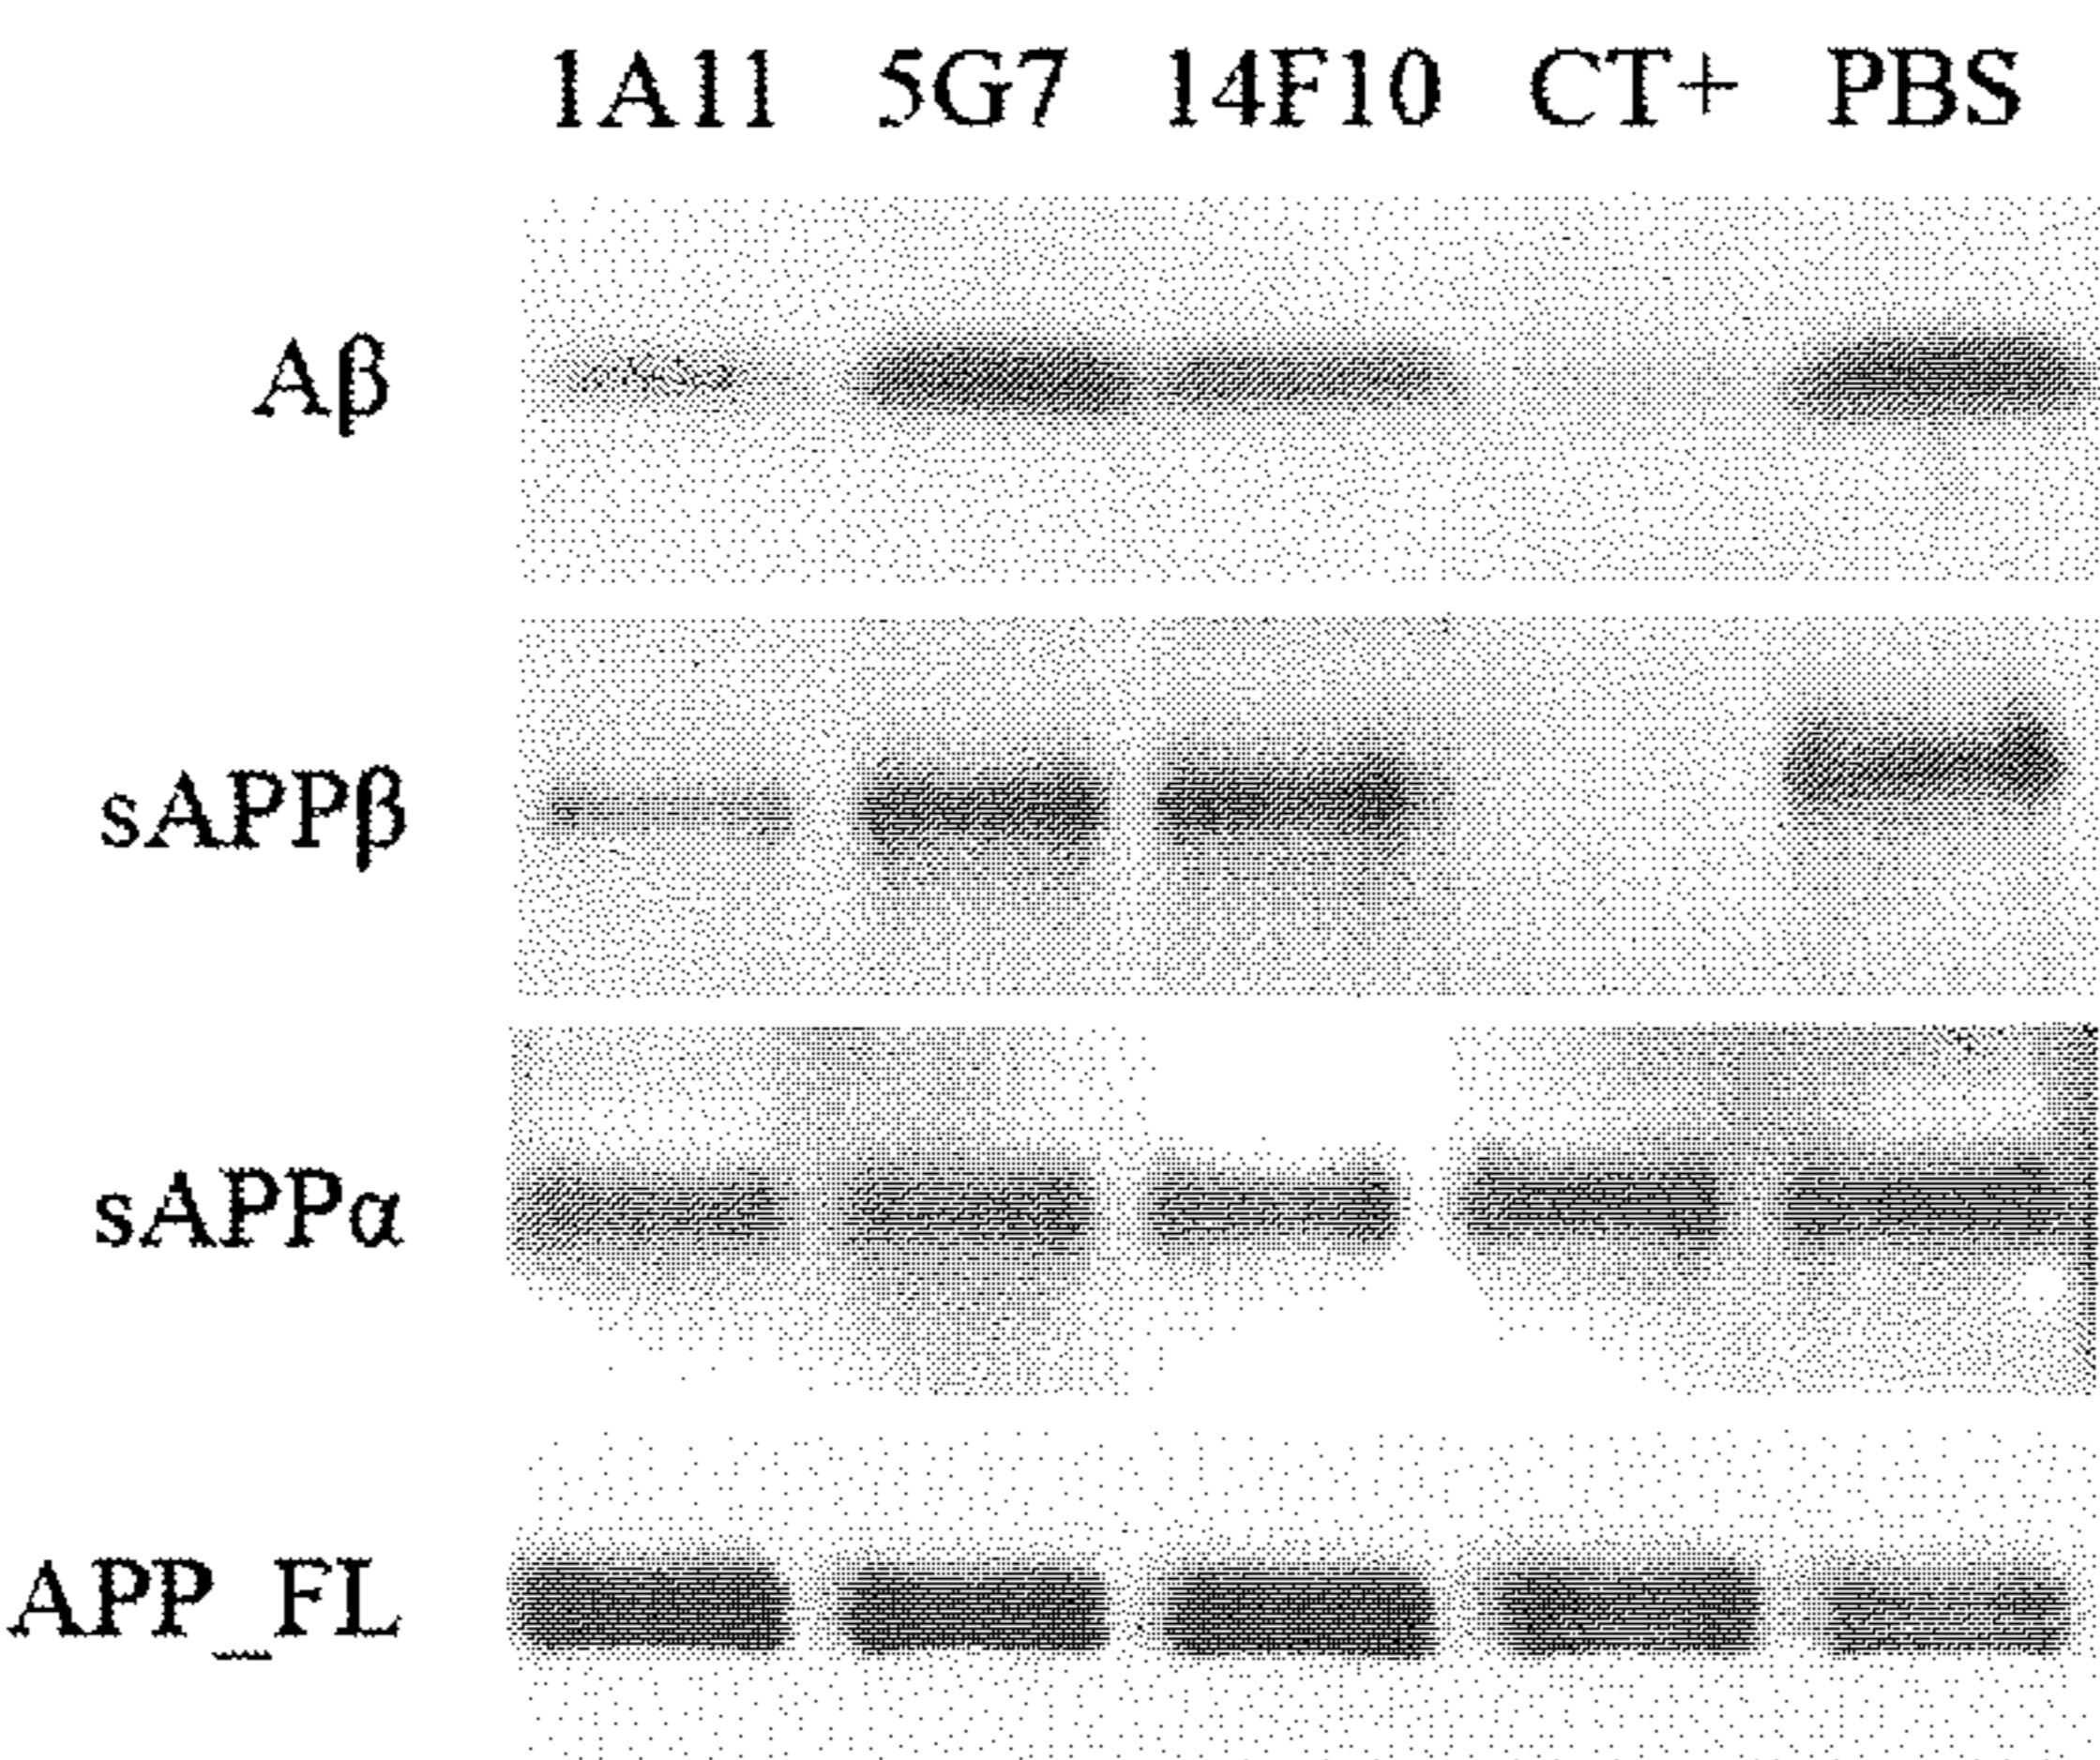 1A11 5G7 14F10 CT+ PBS
Aβ
sAPPβ
sAPPα
APP_FL